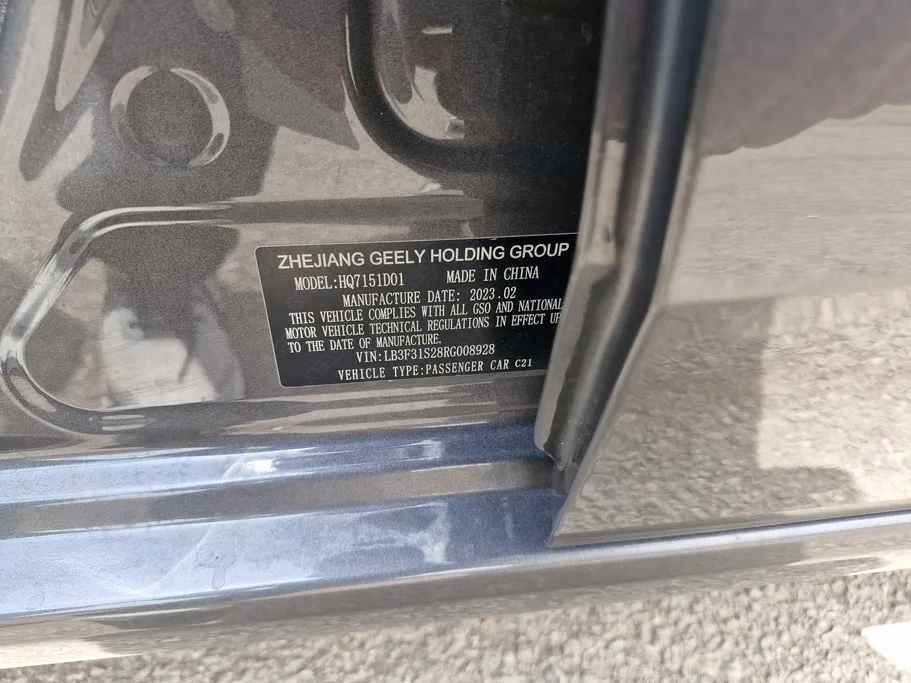 ZHEJIANG GEELY HOLDING GROUP
MODEL:HQ7151D01 MADE IN CHINA
MANUFACTURE DATE: 2023.02
THIS VEHICLE COMPLIES WITH ALL GSO AND NATIONAL
MOTOR VEHICLE TECHNICAL REGULATIONS IN EFFECT UP
TO THE DATE OF MANUFACTURE.
VIN:LB3F31S28RG008928
VEHICLE TYPE:PASSENGER CAR C21